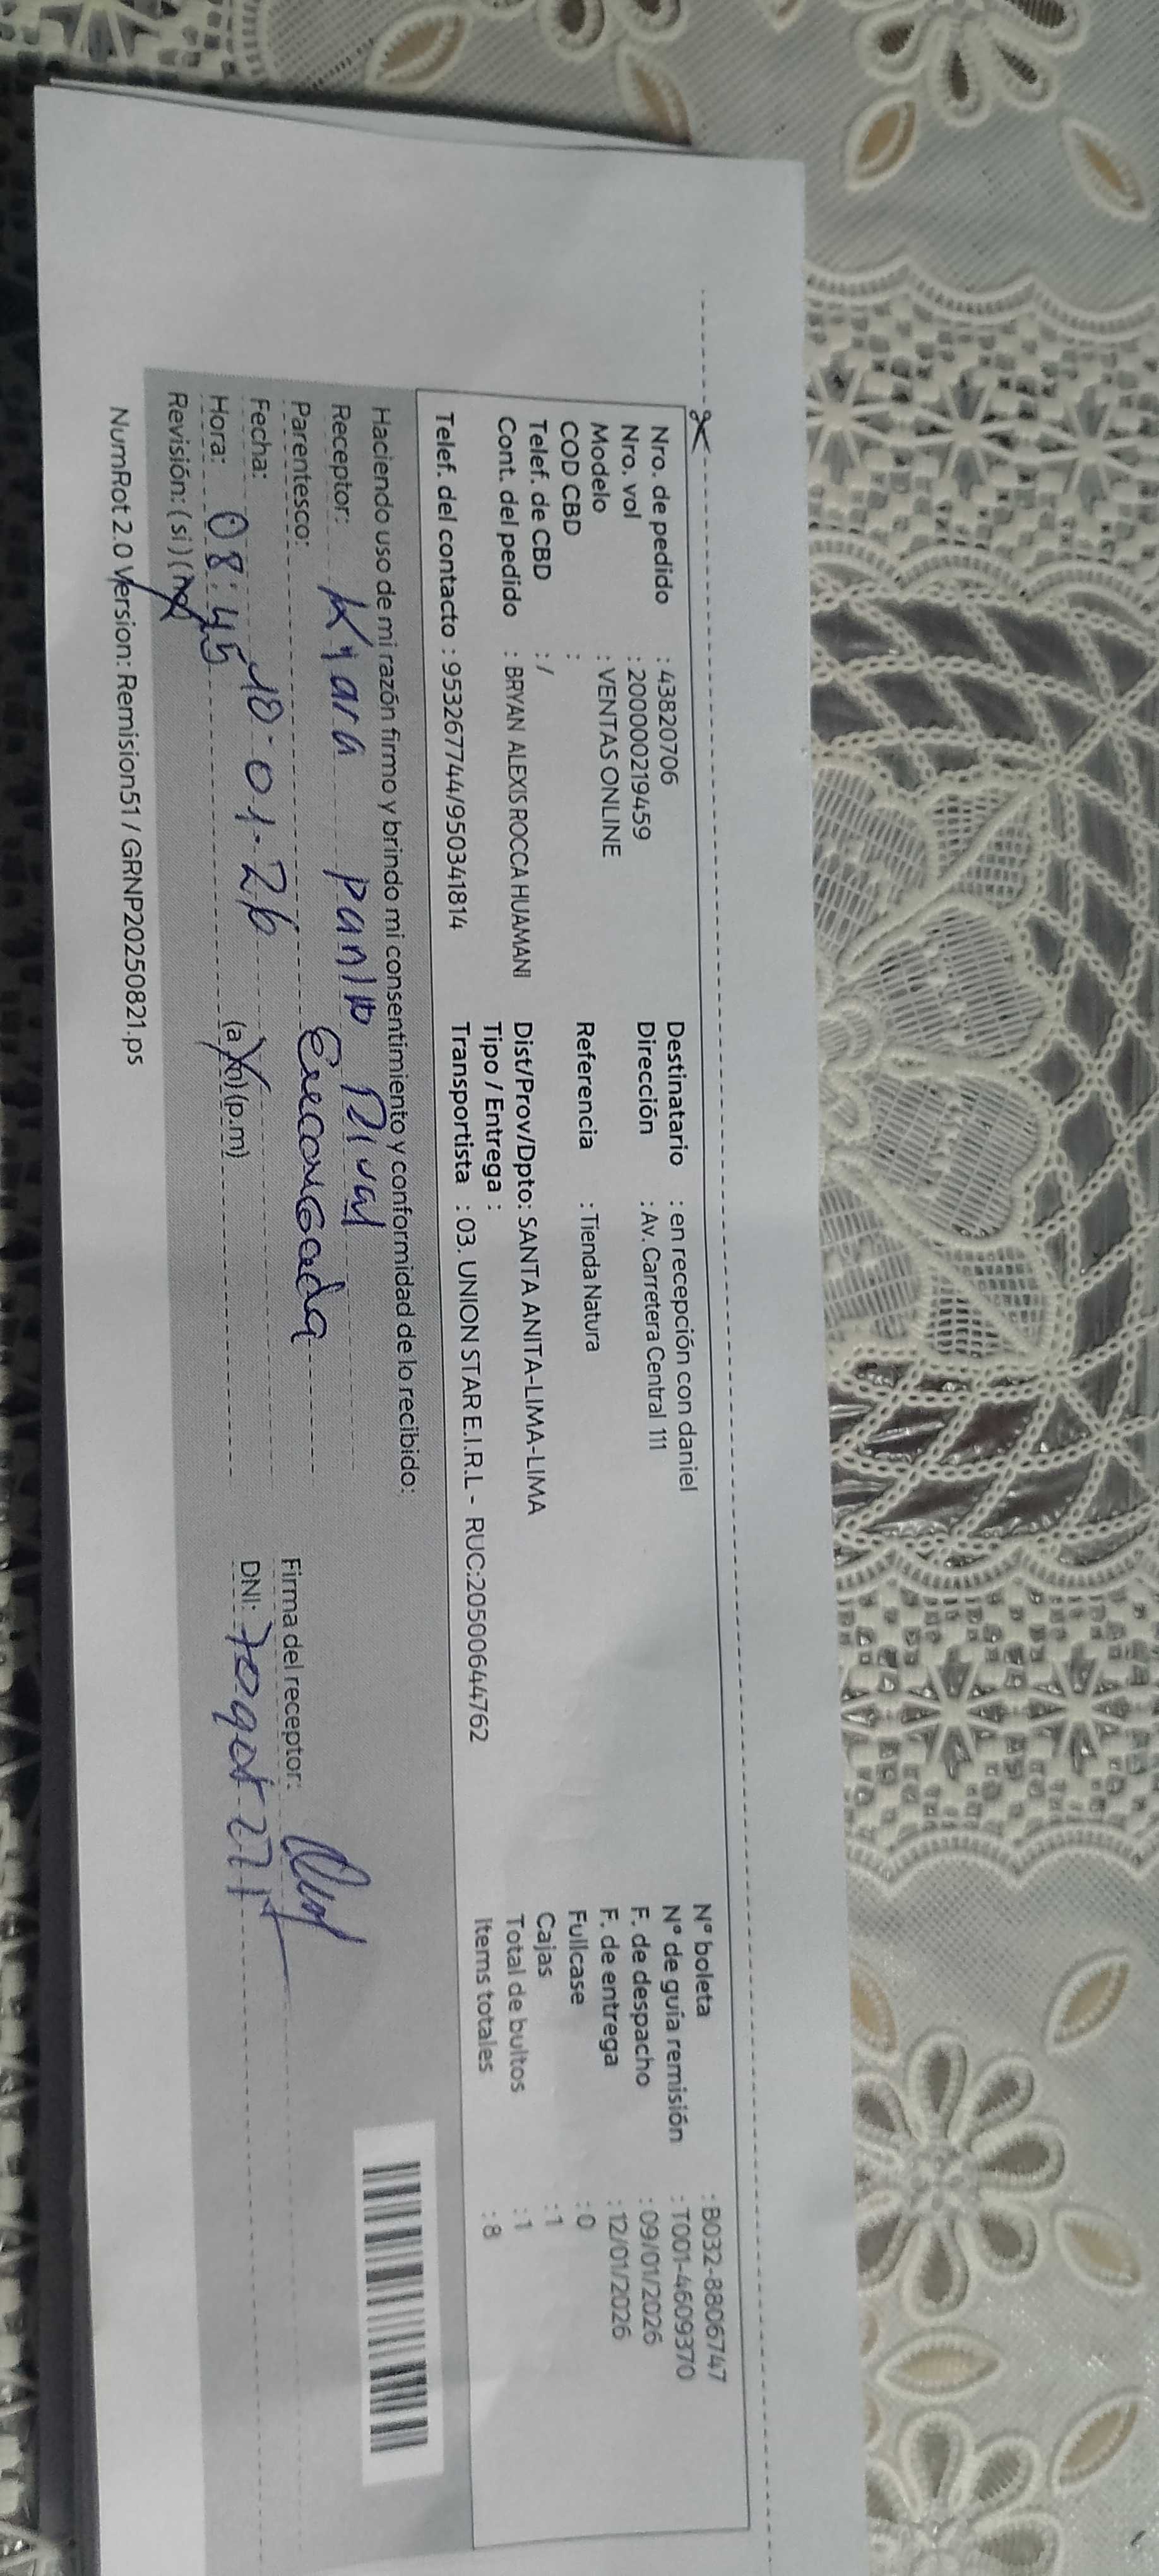 Nro. de pedido : 43820706
Nro. vol : 200000219459
Modelo : VENTAS ONLINE
COD CBD :
Telef. de CBD : /
Cont. del pedido : BRYAN ALEXIS ROCCA HUAMANI
Telef. del contacto : 953267744/950341814
Destinatario : en recepción con daniel
Dirección : Av. Carretera Central 111
Referencia : Tienda Natura
Dist/Prov/Dpto: SANTA ANITA-LIMA-LIMA
Tipo / Entrega :
Transportista : 03. UNION STAR E.I.R.L - RUC:20500644762
Nº boleta : B032-8806747
Nº de guía remisión : T001-4609370
F. de despacho : 09/01/2026
F. de entrega : 12/01/2026
Fullcase : 0
Cajas : 1
Total de bultos : 1
Items totales : 8
Haciendo uso de mi razón firmo y brindo mi consentimiento y conformidad de lo recibido:
Receptor: Kiara
Parentesco: Encargada
Fecha: 10-01-26
Hora: 08:45 (a.m)(p.m)
Revisión: (si) (no)
Firma del receptor:
DNI:
NumRot 2.0 Version: Remision51 / GRNP20250821.ps